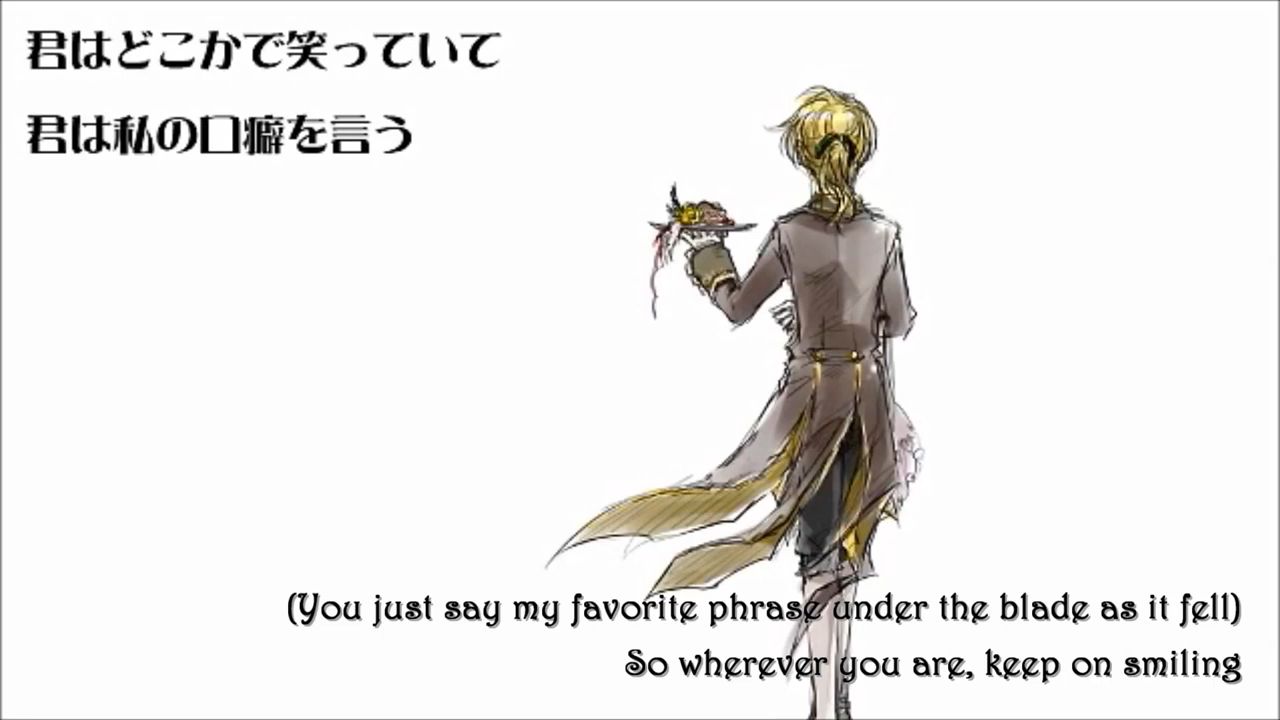 君はどこかで笑っていて
君は私の口癖を言う
(You just say my favorite phrase under the blade as it fell)
So wherever you are, keep on smiling